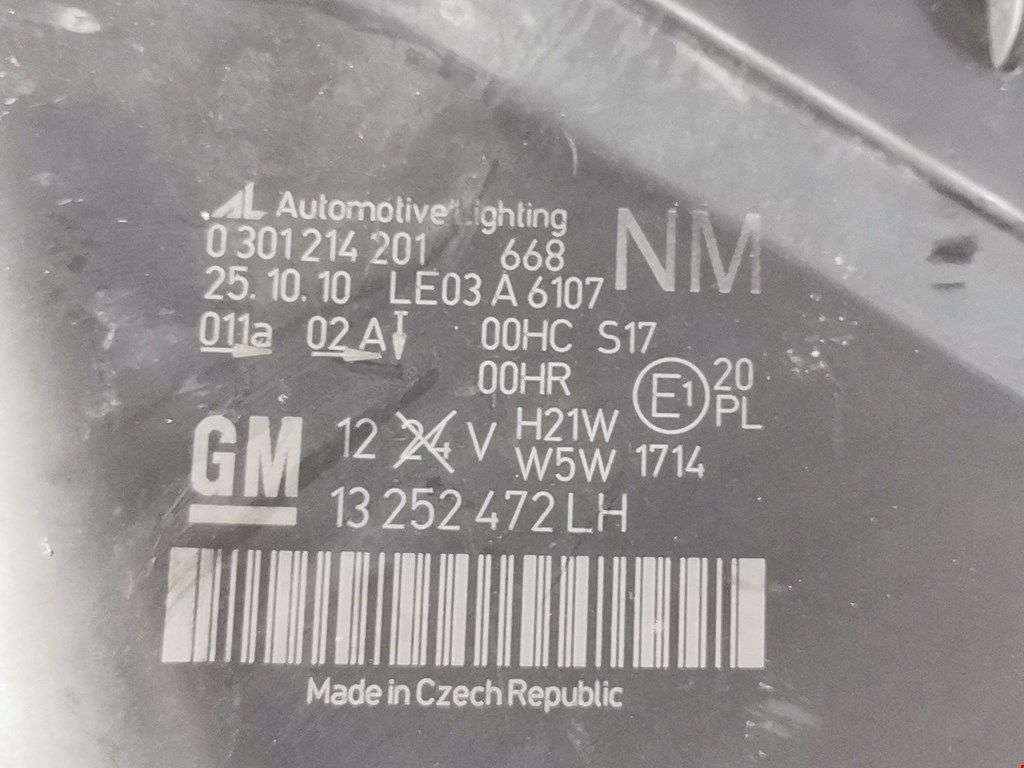 AL Automotive Lighting
0 301 214 201 668 NM
25.10.10 LE03 A 6107
011a 02 A 00HC S17
00HR E1 20 PL
GM 12 24 V H21W
W5W 1714
13 252 472 LH
Made in Czech Republic